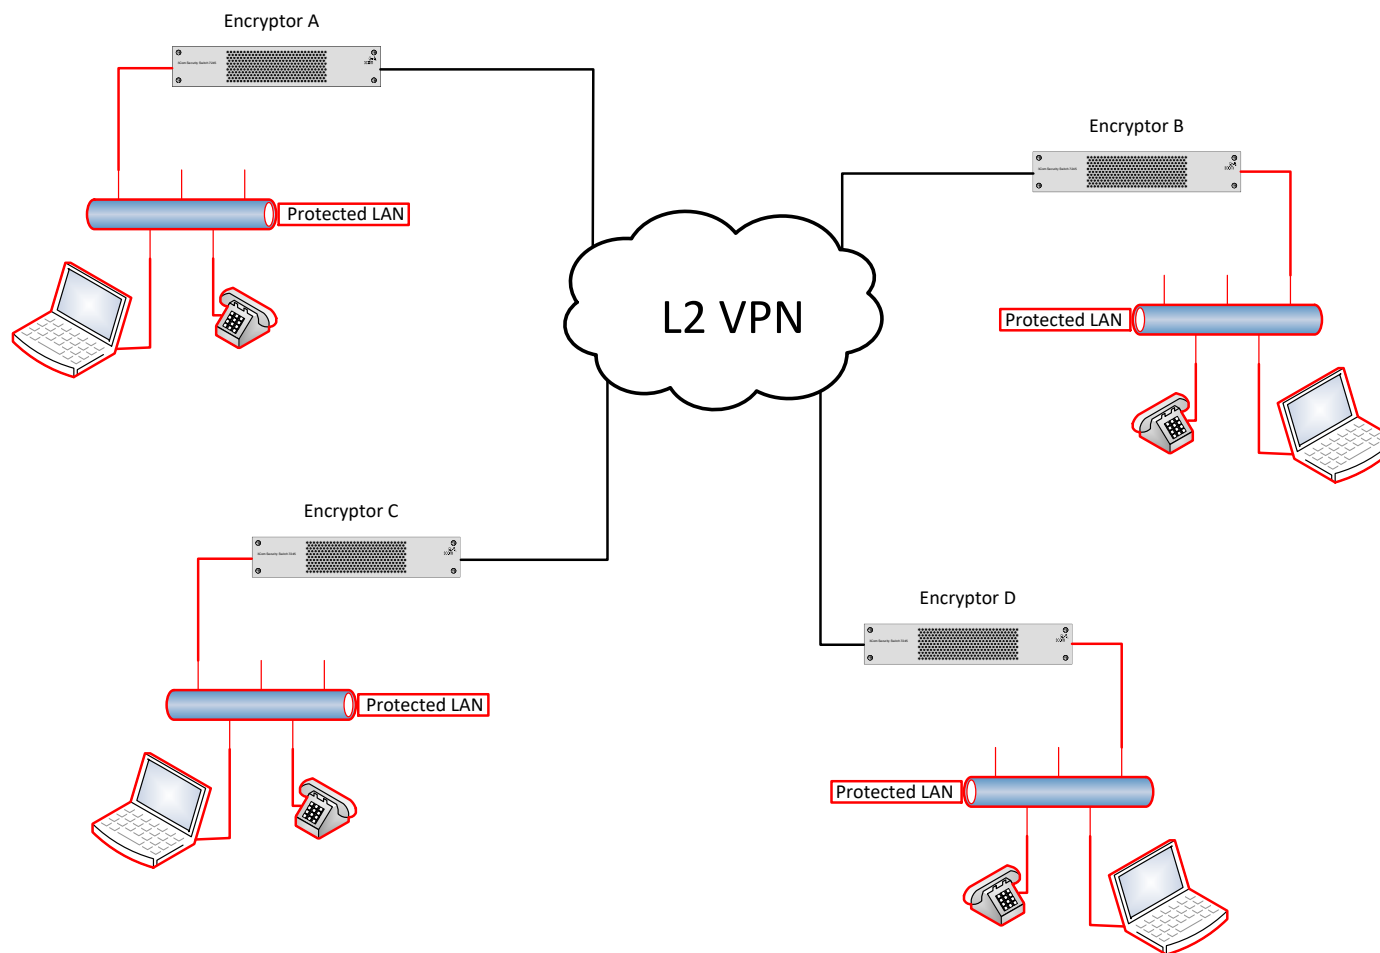 Encryptor A
Encryptor B
Protected LAN
L2 VPN
Protected LAN
Encryptor C
Encryptor D
Protected LAN
Protected LAN